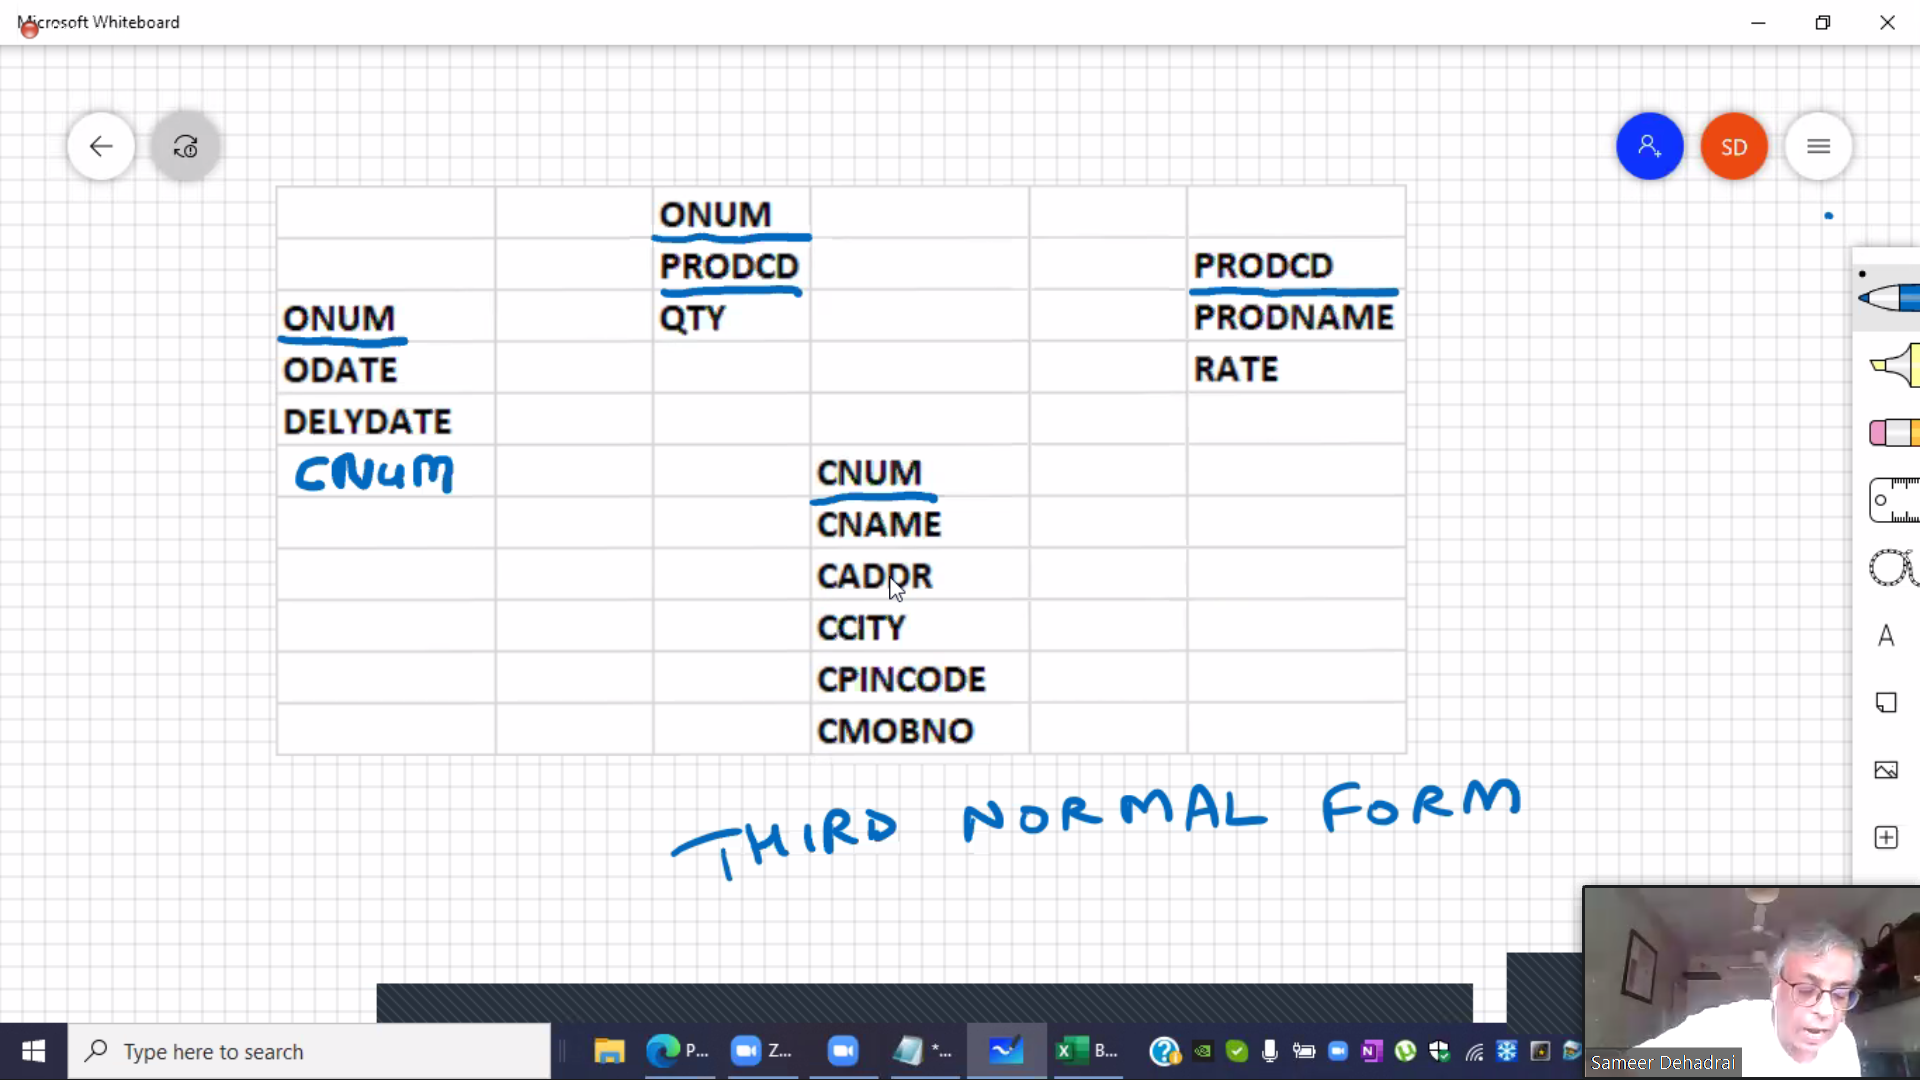 Microsoft Whiteboard
SD
ONUM
PRODCD
PRODCD
ONUM
QTY
PRODNAME
ODATE
RATE
DELYDATE
CNUM
CNUM
CNAME
CADDR
CCITY
CPINCODE
CMOBNO
THIRD NORMAL FORM
A
Type here to search
P...
Z...
*...
B...
Sameer Dehadrai